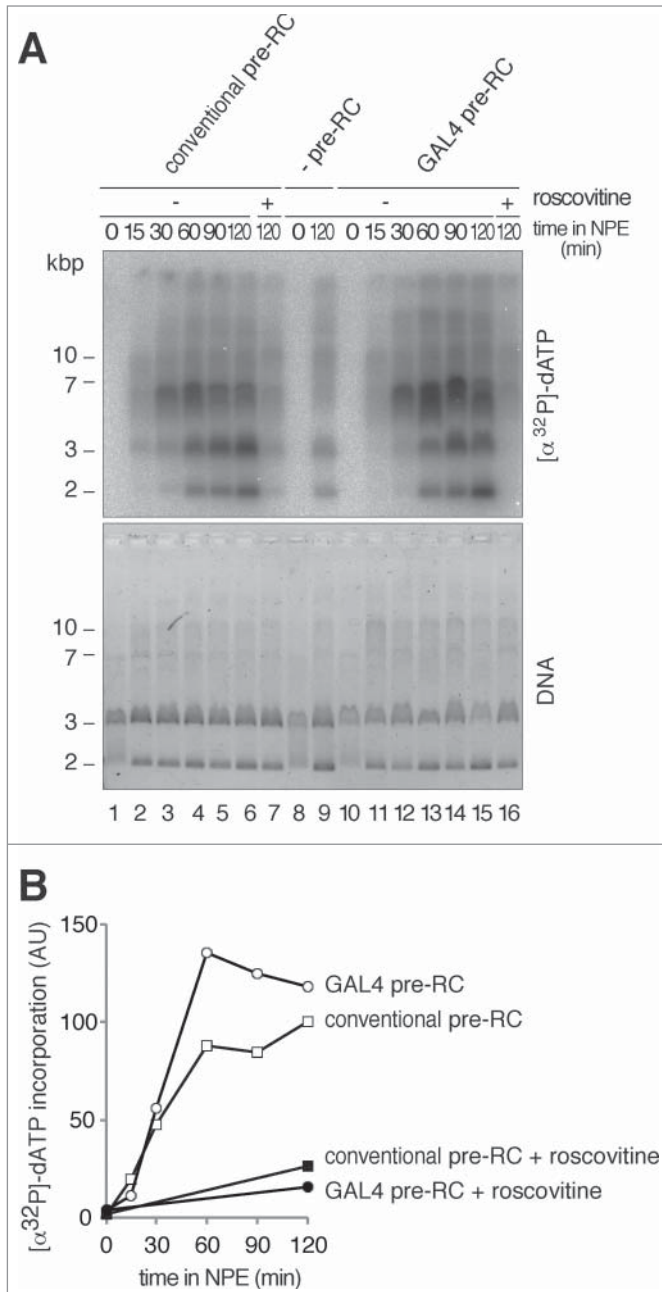 A
conventional pre-RC
- pre-RC
GAL4 pre-RC
- + - + roscovitine
0 15 30 60 90 120 120 0 120 0 15 30 60 90 120 120 time in NPE
(min)
kbp
10 –
7 –
3 –
2 –
[α ³²P]-dATP
10 –
7 –
3 –
2 –
DNA
1 2 3 4 5 6 7 8 9 10 11 12 13 14 15 16
B
[α³²P]-dATP incorporation (AU)
150
100
50
0
GAL4 pre-RC
conventional pre-RC
conventional pre-RC + roscovitine
GAL4 pre-RC + roscovitine
0 30 60 90 120
time in NPE (min)